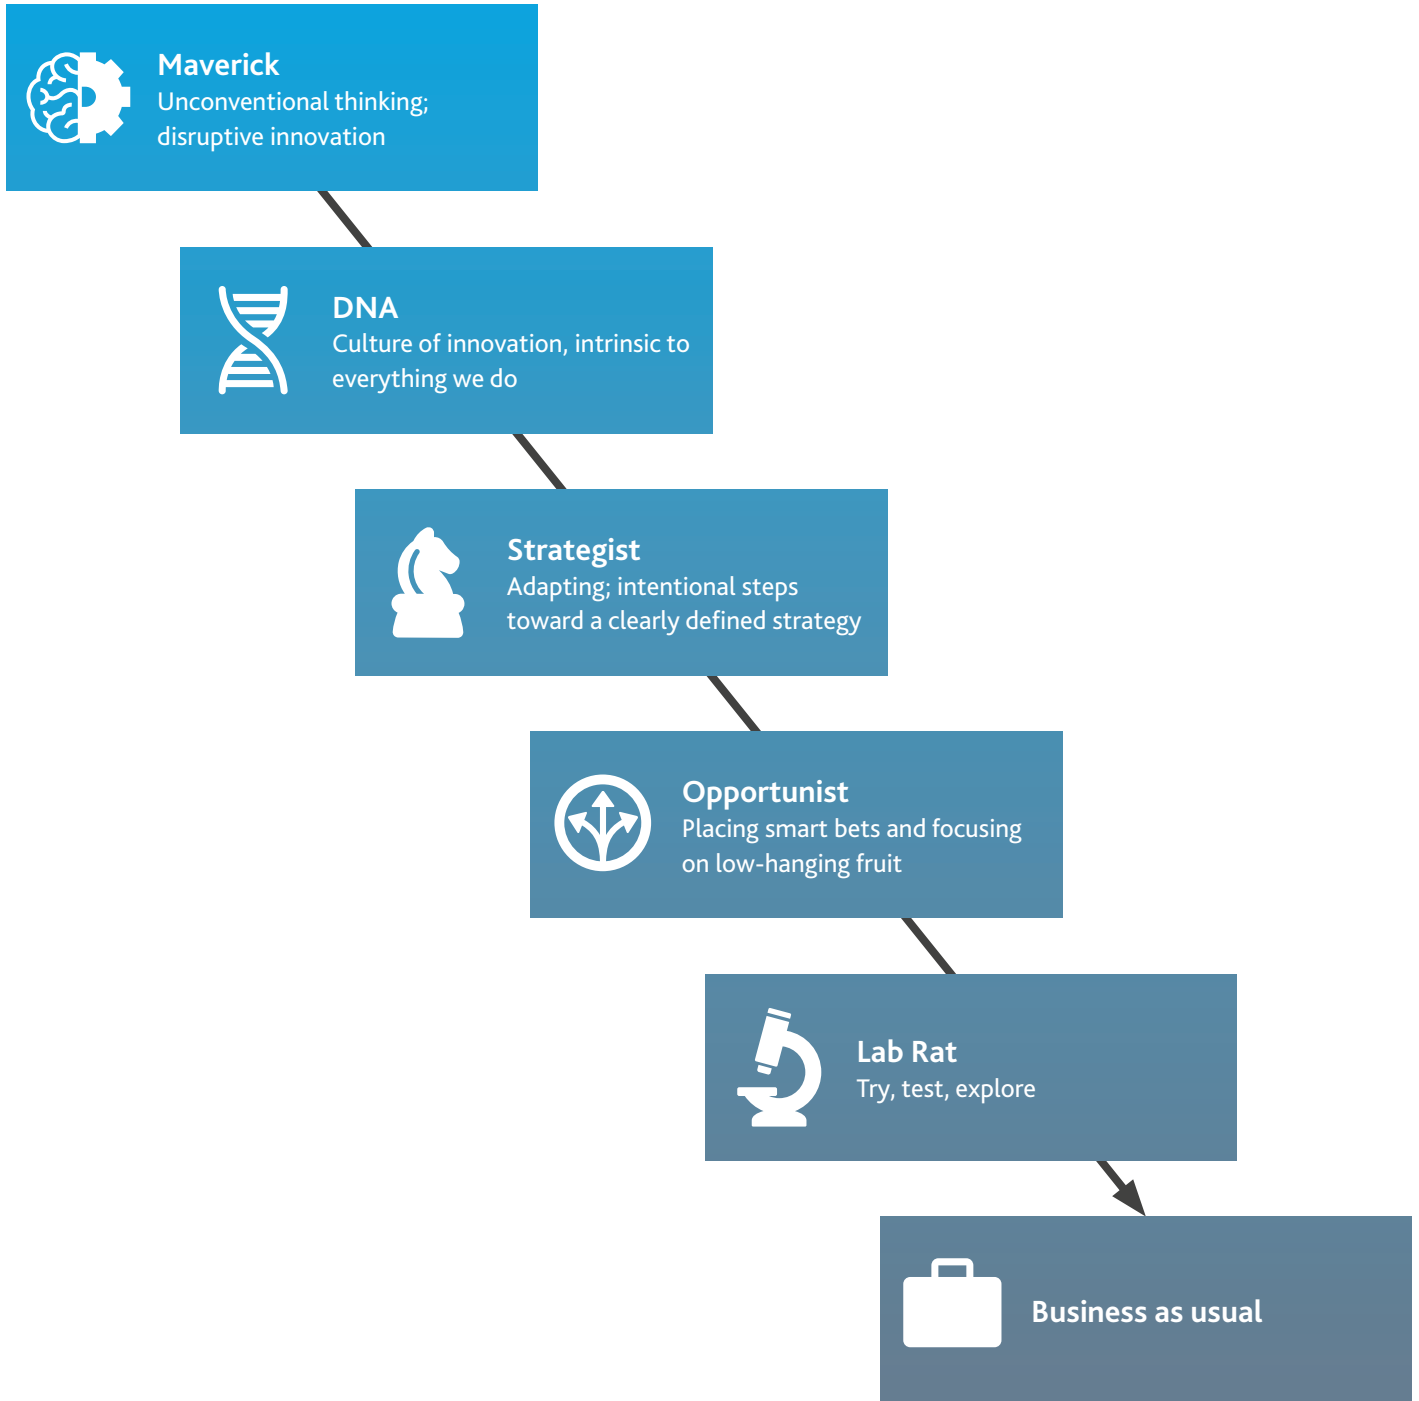 Maverick
Unconventional thinking;
disruptive innovation
DNA
Culture of innovation, intrinsic to
everything we do
Strategist
Adapting; intentional steps
toward a clearly defined strategy
Opportunist
Placing smart bets and focusing
on low-hanging fruit
Lab Rat
Try, test, explore
Business as usual